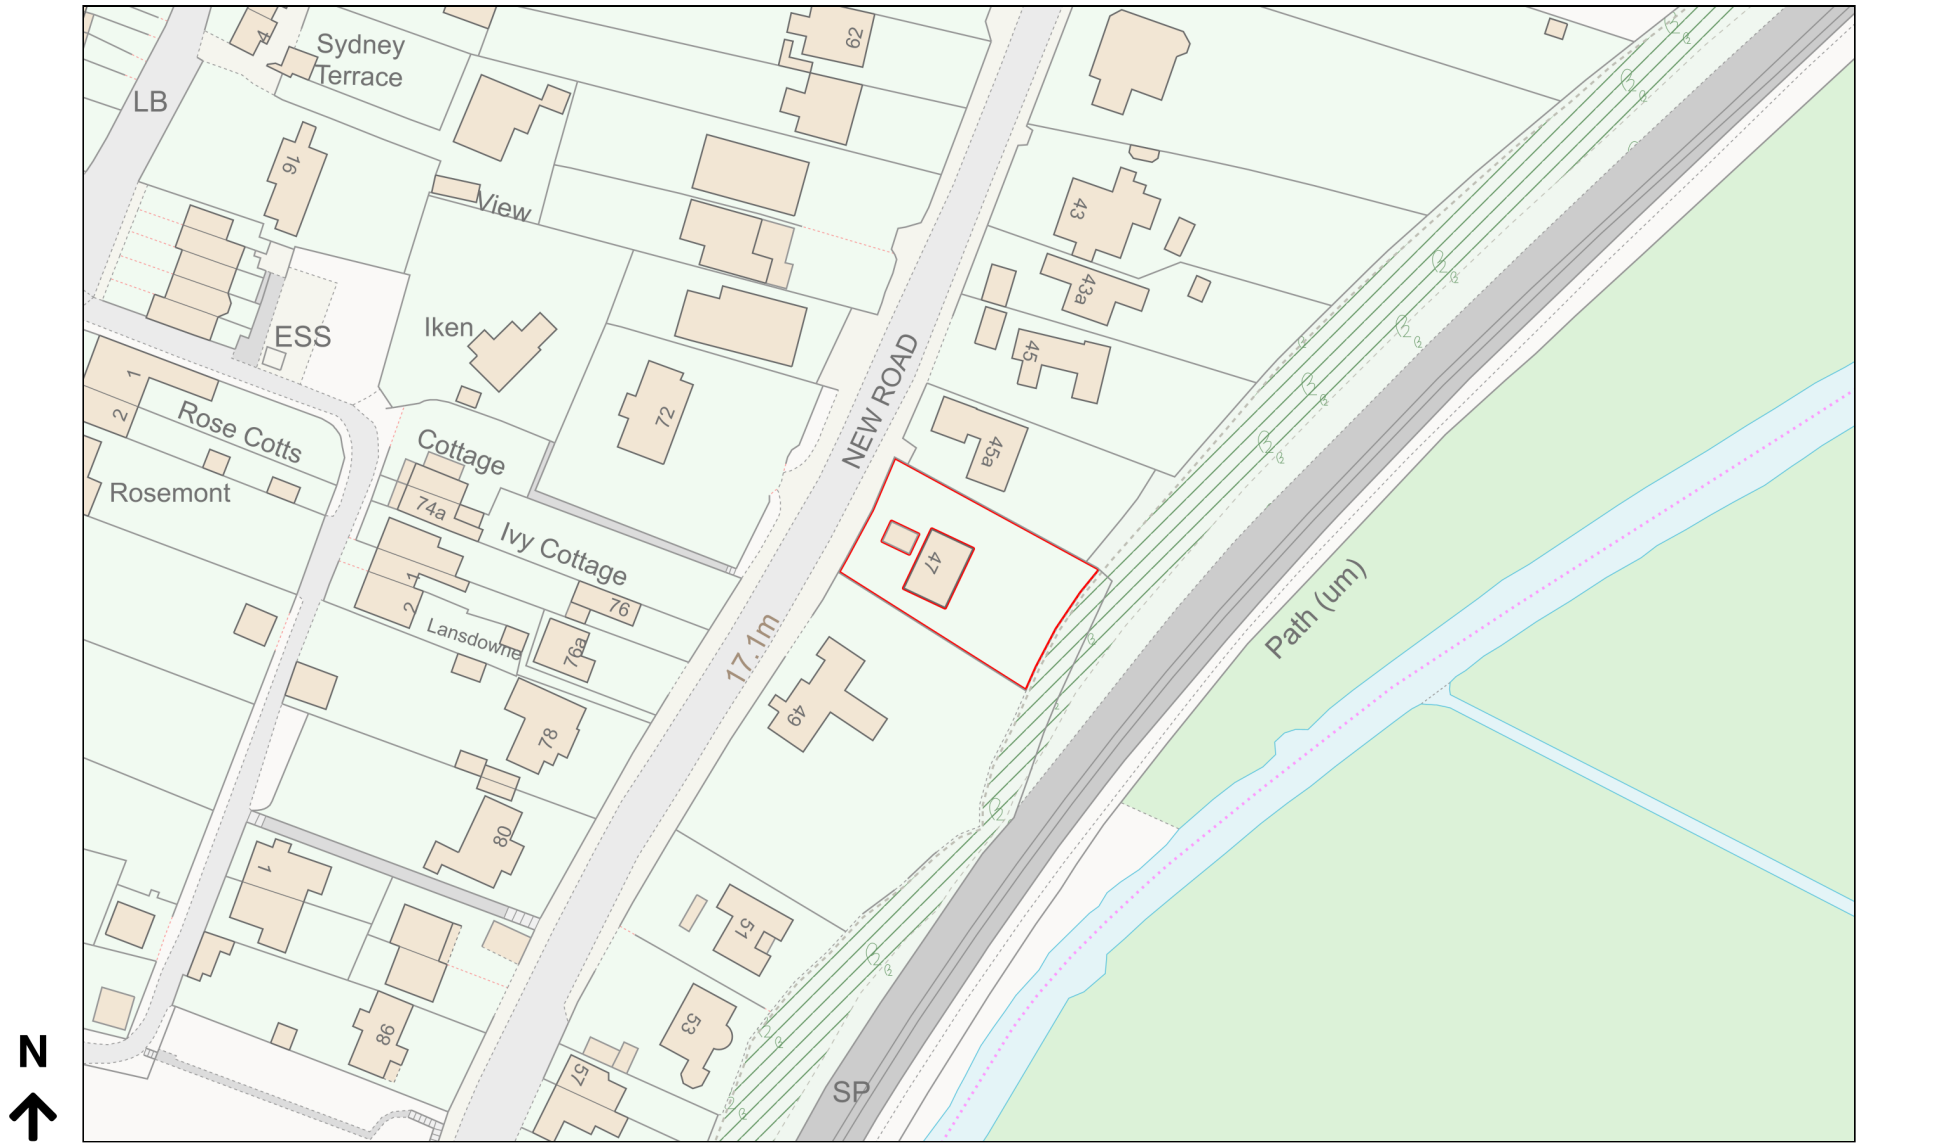 4
Sydney
Terrace
62
LB
16
View
43
43a
ESS
Iken
45
NEW ROAD
1
2
Rose Cotts
72
Cottage
45a
Rosemont
74a
Ivy Cottage
47
1
2
76
Lansdowne
76a
17.1m
Path (um)
49
78
80
1
51
53
98
57
SP
N